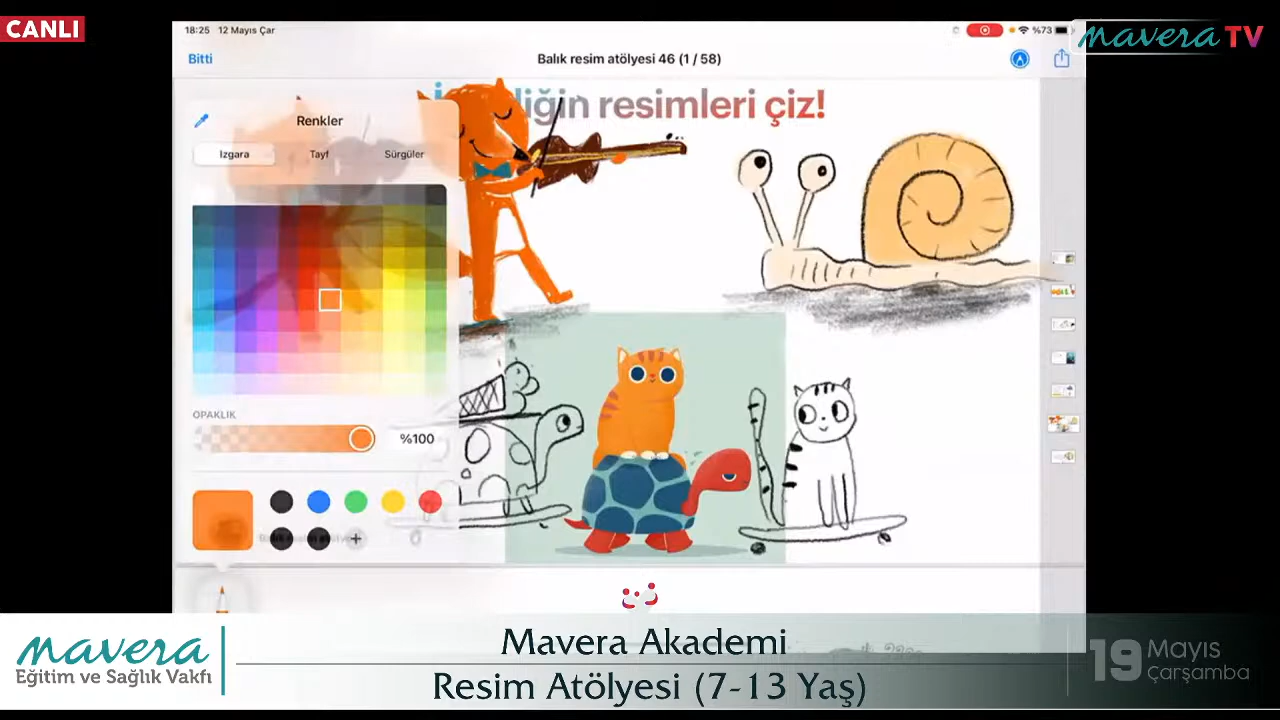 CANLI
18:25 12 Mayıs Çar
%73
mavera TV
Bitti
Balık resim atölyesi 46 (1 / 58)
ğin resimleri çiz!
Renkler
Izgara
Tayf
Sürgüler
OPAKLIK
%100
mavera
Eğitim ve Sağlık Vakfı
Mavera Akademi
Resim Atölyesi (7-13 Yaş)
19 Mayıs
Çarşamba